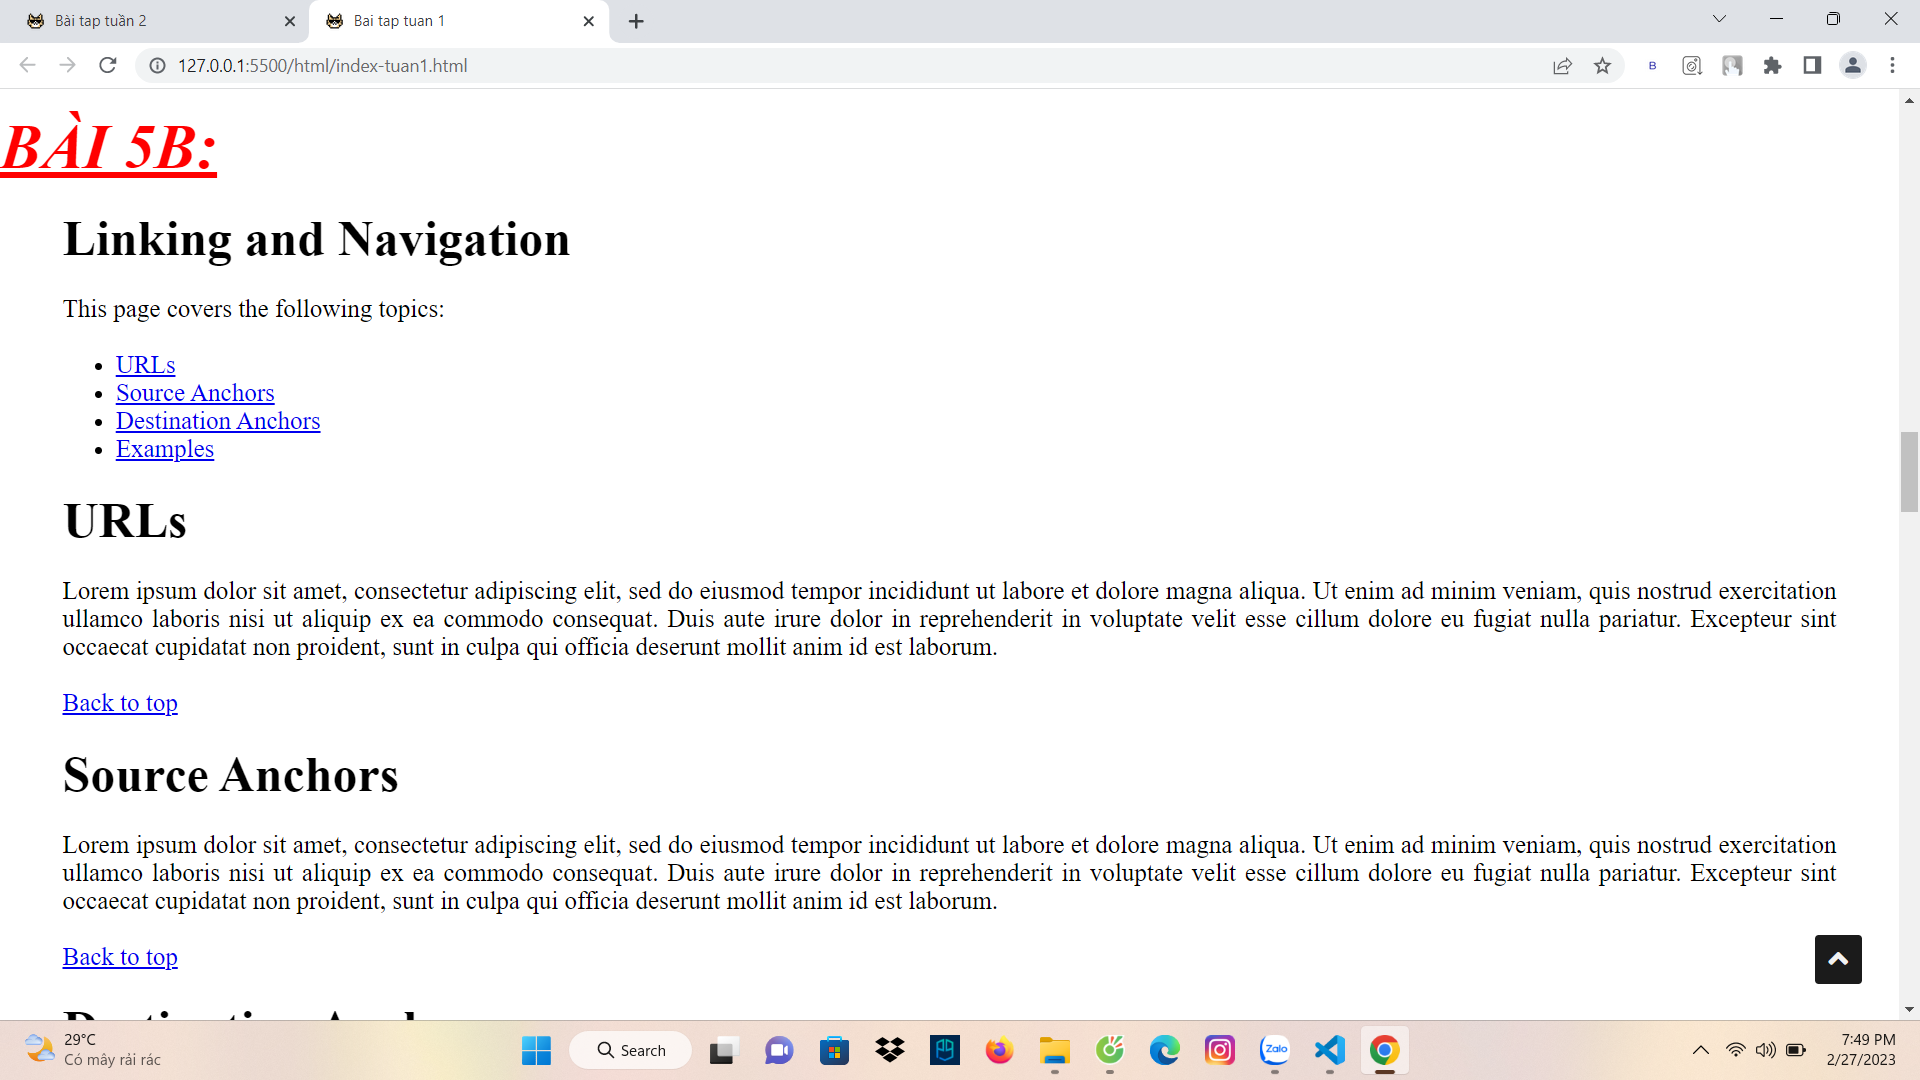 Bài tap tuần 2
Bai tap tuan 1
127.0.0.1:5500/html/index-tuan1.html
B
BÀI 5B:
Linking and Navigation
This page covers the following topics:
URLs
Source Anchors
Destination Anchors
Examples
URLs
Lorem ipsum dolor sit amet, consectetur adipiscing elit, sed do eiusmod tempor incididunt ut labore et dolore magna aliqua. Ut enim ad minim veniam, quis nostrud exercitation
ullamco laboris nisi ut aliquip ex ea commodo consequat. Duis aute irure dolor in reprehenderit in voluptate velit esse cillum dolore eu fugiat nulla pariatur. Excepteur sint
occaecat cupidatat non proident, sunt in culpa qui officia deserunt mollit anim id est laborum.
Back to top
Source Anchors
Lorem ipsum dolor sit amet, consectetur adipiscing elit, sed do eiusmod tempor incididunt ut labore et dolore magna aliqua. Ut enim ad minim veniam, quis nostrud exercitation
ullamco laboris nisi ut aliquip ex ea commodo consequat. Duis aute irure dolor in reprehenderit in voluptate velit esse cillum dolore eu fugiat nulla pariatur. Excepteur sint
occaecat cupidatat non proident, sunt in culpa qui officia deserunt mollit anim id est laborum.
Back to top
29°C
Có mây rải rác
Search
Zalo
7:49 PM
2/27/2023